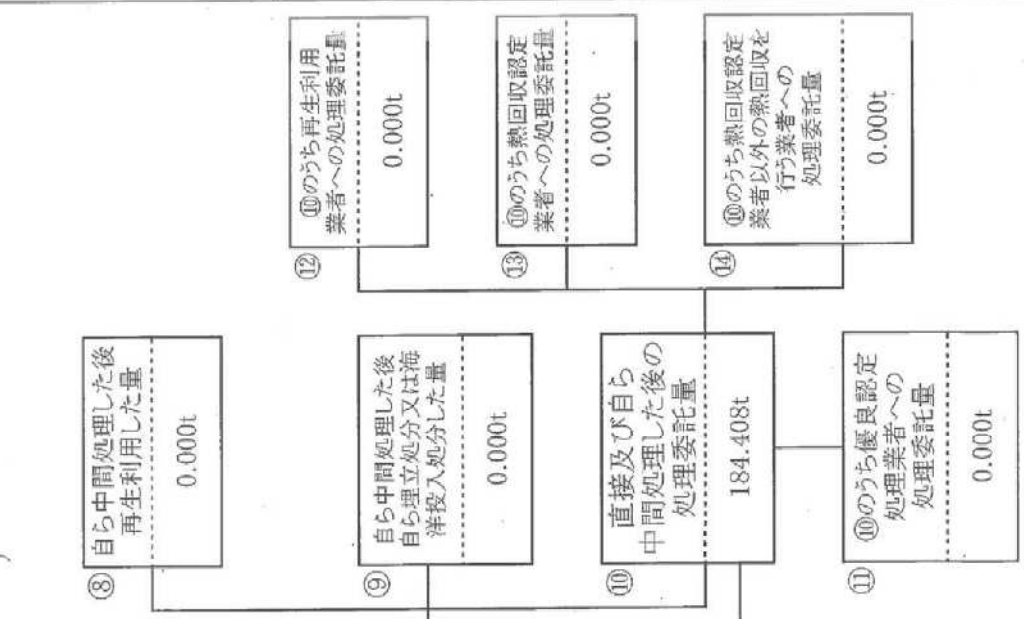 ⑧
自ら中間処理した後
再生利用した量
0.000t
⑨
自ら中間処理した後
自ら埋立処分又は海
洋投入処分した量
0.000t
⑩
直接及び自ら
中間処理した後の
処理委託量
184.408t
⑪
⑩のうち優良認定
処理業者への
処理委託量
0.000t
⑫
⑩のうち再生利用
業者への処理委託量
0.000t
⑬
⑩のうち熱回収認定
業者への処理委託量
0.000t
⑭
⑩のうち熱回収認定
業者以外の熱回収を
行う業者への
処理委託量
0.000t